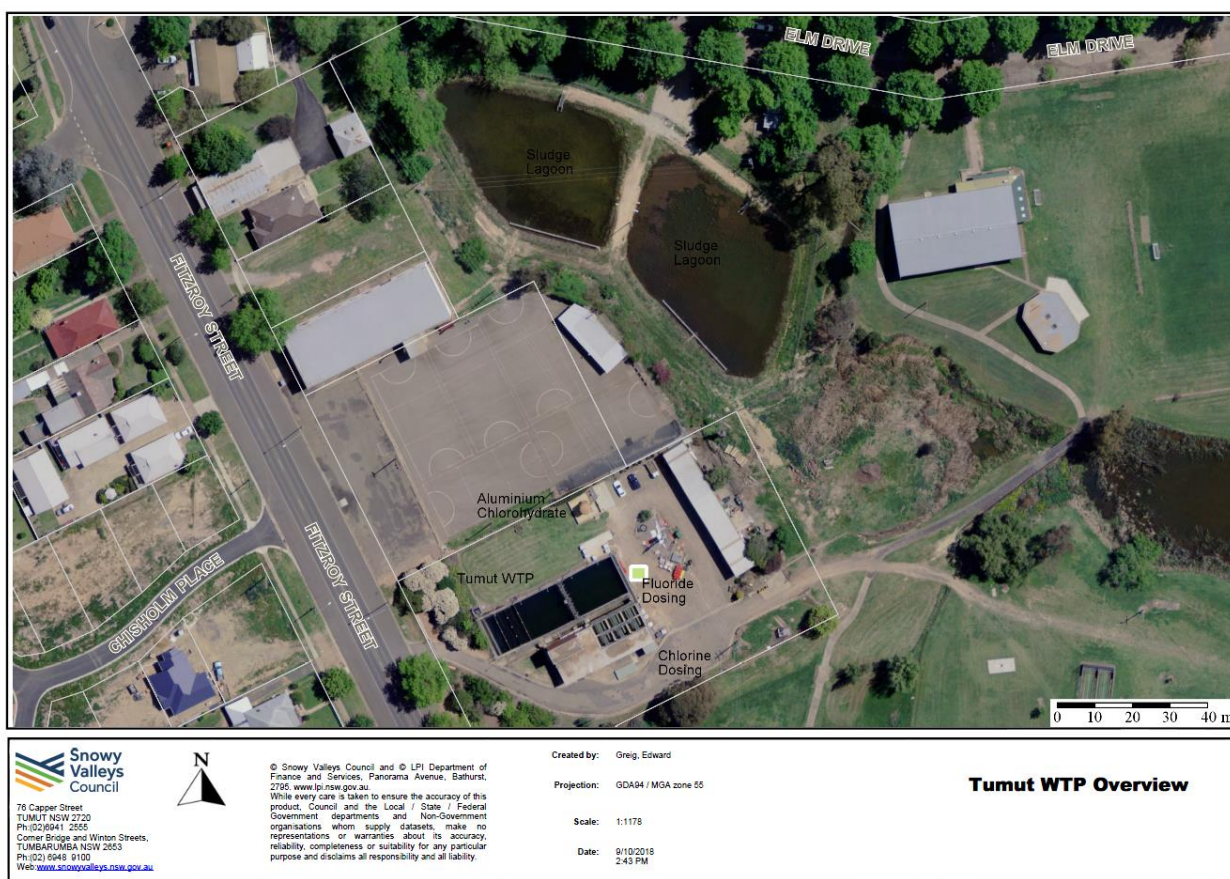 ELM DRIVE
ELM DRIVE
Sludge
Lagoon
Sludge
Lagoon
FITZROY STREET
Aluminium
Chlorohydrate
Tumut WTP
Fluoride
Dosing
FITZROY STREET
CHISHOLM PLACE
Chlorine
Dosing
0 10 20 30 40 m
Snowy
Valleys
Council
76 Capper Street
TUMUT NSW 2720
Ph:(02)6941 2555
Corner Bridge and Winton Streets,
TUMBARUMBA NSW 2653
Ph:(02) 6948 9100
Web:www.snowyvalleys.nsw.gov.au
N
© Snowy Valleys Council and © LPI Department of
Finance and Services, Panorama Avenue, Bathurst,
2795. www.lpi.nsw.gov.au.
While every care is taken to ensure the accuracy of this
product, Council and the Local / State / Federal
Government departments and Non-Government
organisations whom supply datasets, make no
representations or warranties about its accuracy,
reliability, completeness or suitability for any particular
purpose and disclaims all responsibility and all liability.
Created by: Greig, Edward
Projection: GDA94 / MGA zone 55
Scale: 1:1178
Date: 9/10/2018
2:43 PM
Tumut WTP Overview